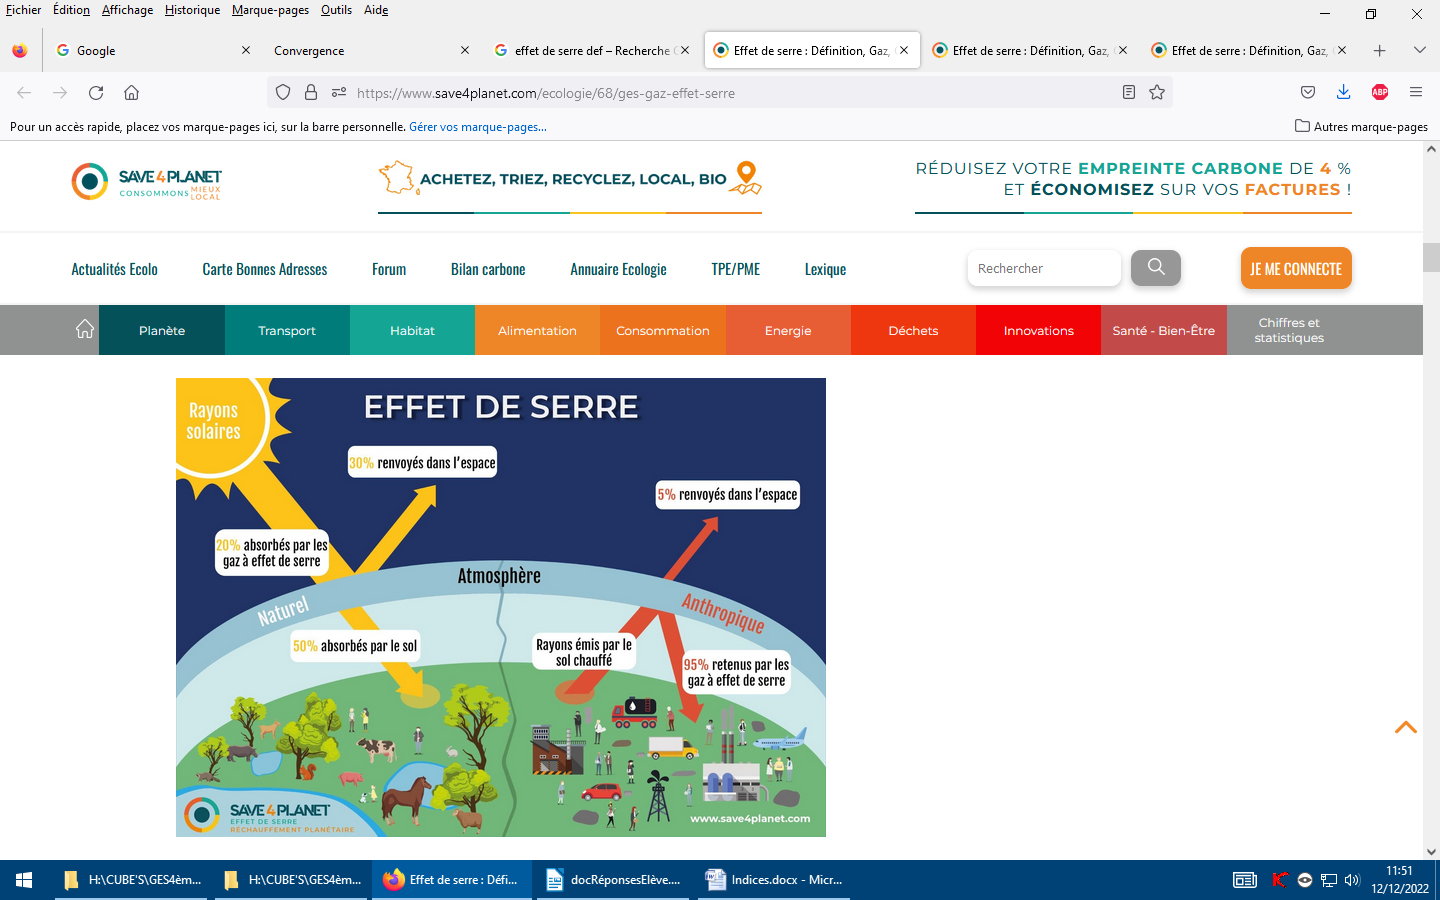 Fichier Édition Affichage Historique Marque-pages Outils Aide
Google
Convergence
effet de serre def – Recherche
Effet de serre : Définition, Gaz,
Effet de serre : Définition, Gaz,
Effet de serre : Définition, Gaz,
https://www.save4planet.com/ecologie/68/ges-gaz-effet-serre
ABP
Pour un accès rapide, placez vos marque-pages ici, sur la barre personnelle. Gérer vos marque-pages...
Autres marque-pages
SAVE4PLANET
CONSOMMONS MIEUX
LOCAL
ACHETEZ, TRIEZ, RECYCLEZ, LOCAL, BIO
RÉDUISEZ VOTRE EMPREINTE CARBONE DE 4 %
ET ÉCONOMISEZ SUR VOS FACTURES !
Actualités Ecolo
Carte Bonnes Adresses
Forum
Bilan carbone
Annuaire Ecologie
TPE/PME
Lexique
Rechercher
JE ME CONNECTE
Planète
Transport
Habitat
Alimentation
Consommation
Energie
Déchets
Innovations
Santé - Bien-Être
Chiffres et
statistiques
Rayons
solaires
EFFET DE SERRE
30% renvoyés dans l'espace
5% renvoyés dans l'espace
20% absorbés par les
gaz à effet de serre
Atmosphère
Naturel
Anthropique
50% absorbés par le sol
Rayons émis par le
sol chauffé
95% retenus par les
gaz à effet de serre
SAVE4PLANET
EFFET DE SERRE
RÉCHAUFFEMENT PLANÉTAIRE
www.save4planet.com
H:\CUBE'S\GES4èm...
H:\CUBE'S\GES4èm...
Effet de serre : Défi...
docRéponsesElève....
Indices.docx - Micr...
11:51
12/12/2022